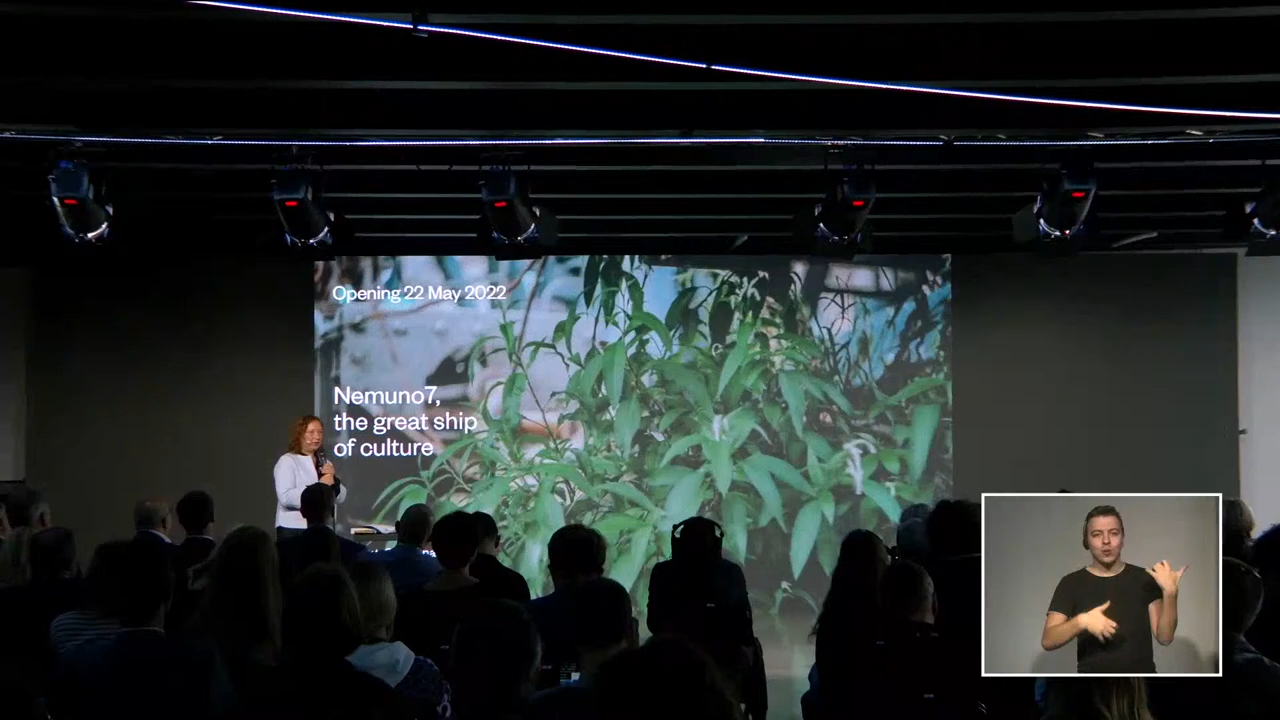 Opening 22 May 2022
Nemuno7,
the great ship
of culture